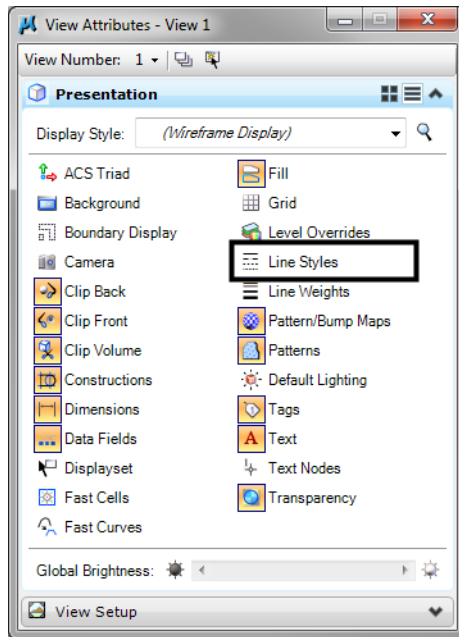 View Attributes - View 1
View Number: 1
Presentation
Display Style: (Wireframe Display)
ACS Triad
Background
Boundary Display
Camera
Clip Back
Clip Front
Clip Volume
Constructions
Dimensions
Data Fields
Displayset
Fast Cells
Fast Curves
Fill
Grid
Level Overrides
Line Styles
Line Weights
Pattern/Bump Maps
Patterns
Default Lighting
Tags
A Text
Text Nodes
Transparency
Global Brightness:
View Setup